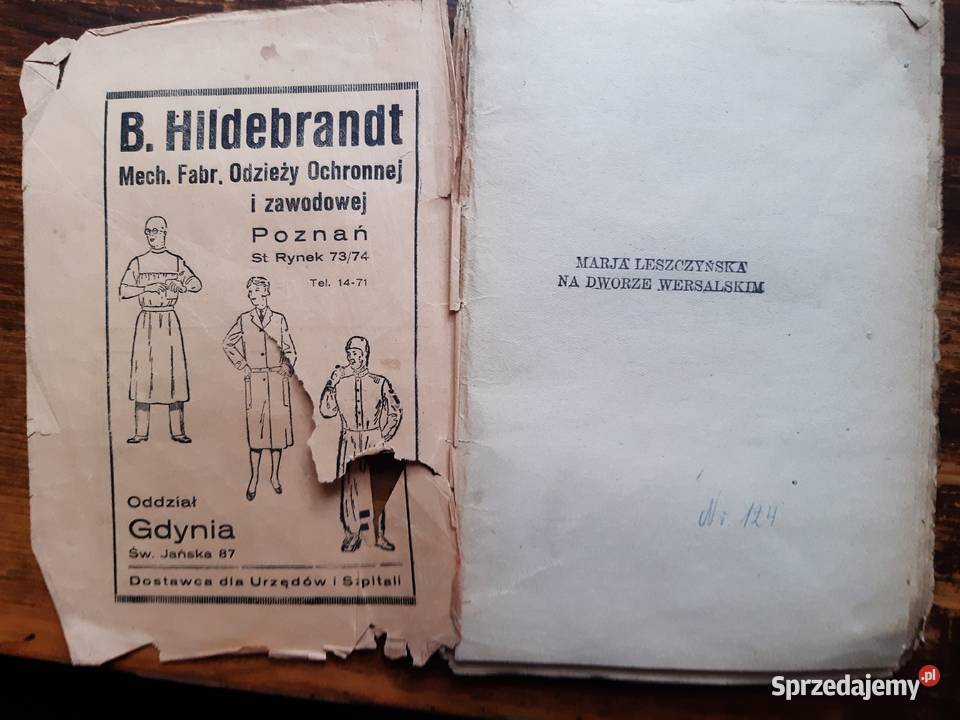 B. Hildebrandt
Mech. Fabr. Odzieży Ochronnej
i zawodowej
Poznań
St Rynek 73/74
Tel. 14-71
Oddział
Gdynia
Św. Jańska 87
Dostawca dla Urzędów i Szpitali
MARJA LESZCZYŃSKA
NA DWORZE WERSALSKIM
Nr 124
Sprzedajemy.pl